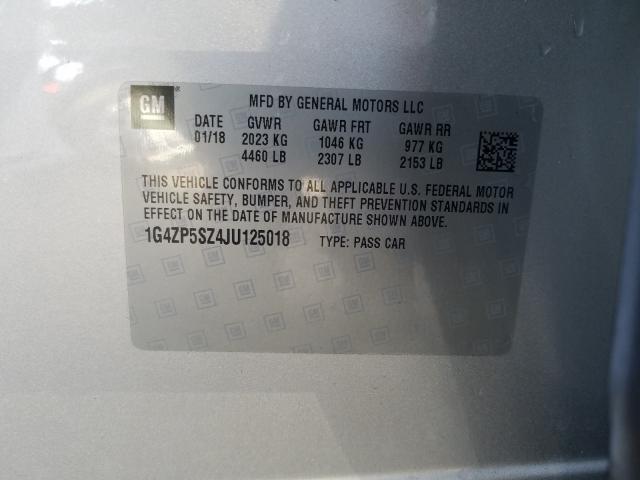 GM
MFD BY GENERAL MOTORS LLC
DATE GVWR GAWR FRT GAWR RR
01/18 2023 KG 1046 KG 977 KG
4460 LB 2307 LB 2153 LB
THIS VEHICLE CONFORMS TO ALL APPLICABLE U.S. FEDERAL MOTOR
VEHICLE SAFETY, BUMPER, AND THEFT PREVENTION STANDARDS IN
EFFECT ON THE DATE OF MANUFACTURE SHOWN ABOVE.
1G4ZP5SZ4JU125018 TYPE: PASS CAR